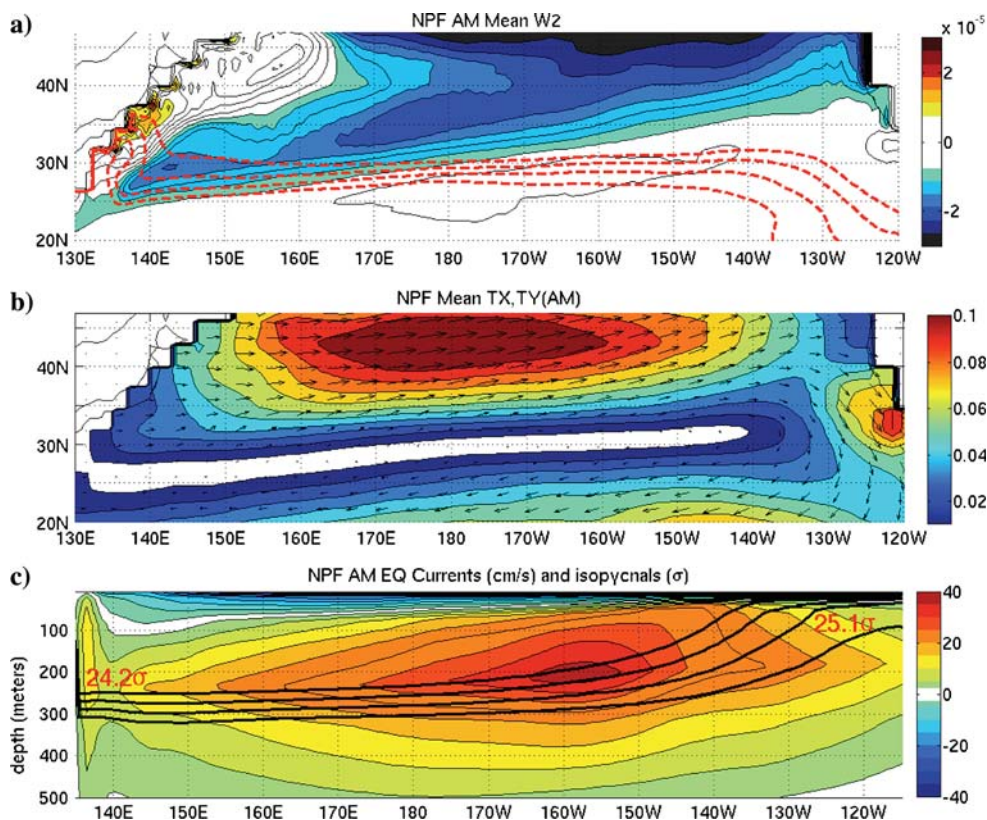 a)
NPF AM Mean W2
x 10⁻⁵
40N
30N
20N
130E 140E 150E 160E 170E 180E 170W 160W 150W 140W 130W 120W
2
0
-2
b)
NPF Mean TX,TY(AM)
40N
30N
20N
130E 140E 150E 160E 170E 180E 170W 160W 150W 140W 130W 120W
0.1
0.08
0.06
0.04
0.02
c)
NPF AM EQ Currents (cm/s) and isopycnals (σ)
depth (meters)
100
200
300
400
500
24.2σ
25.1σ
140E 150E 160E 170E 180E 170W 160W 150W 140W 130W 120W
40
20
0
-20
-40